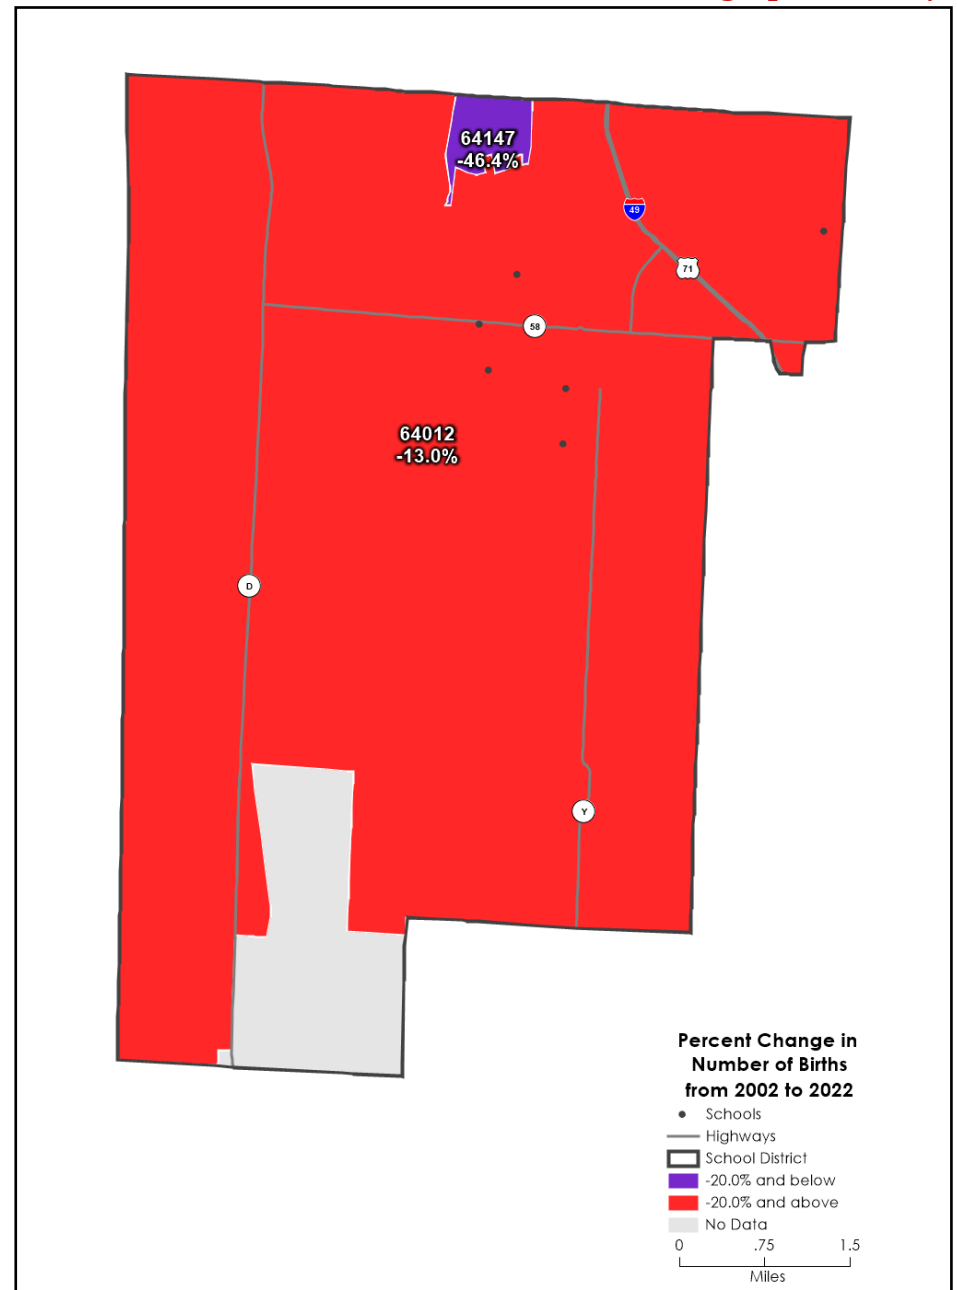 64147
-46.4%
49
71
58
64012
-13.0%
D
Y
Percent Change in
Number of Births
from 2002 to 2022
Schools
Highways
School District
-20.0% and below
-20.0% and above
No Data
0 .75 1.5
Miles